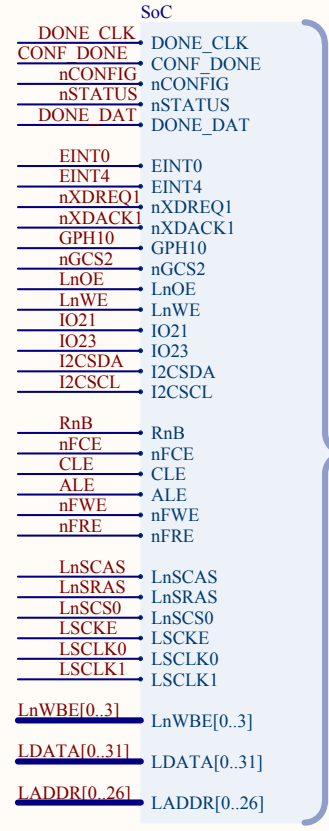 SoC
DONE_CLK DONE_CLK
CONF_DONE CONF_DONE
nCONFIG nCONFIG
nSTATUS nSTATUS
DONE_DAT DONE_DAT
EINT0 EINT0
EINT4 EINT4
nXDREQ1 nXDREQ1
nXDACK1 nXDACK1
GPH10 GPH10
nGCS2 nGCS2
LnOE LnOE
LnWE LnWE
IO21 IO21
IO23 IO23
I2CSDA I2CSDA
I2CSCL I2CSCL
RnB RnB
nFCE nFCE
CLE CLE
ALE ALE
nFWE nFWE
nFRE nFRE
LnSCAS LnSCAS
LnSRAS LnSRAS
LnSCS0 LnSCS0
LSCKE LSCKE
LSCLK0 LSCLK0
LSCLK1 LSCLK1
LnWBE[0..3] LnWBE[0..3]
LDATA[0..31] LDATA[0..31]
LADDR[0..26] LADDR[0..26]